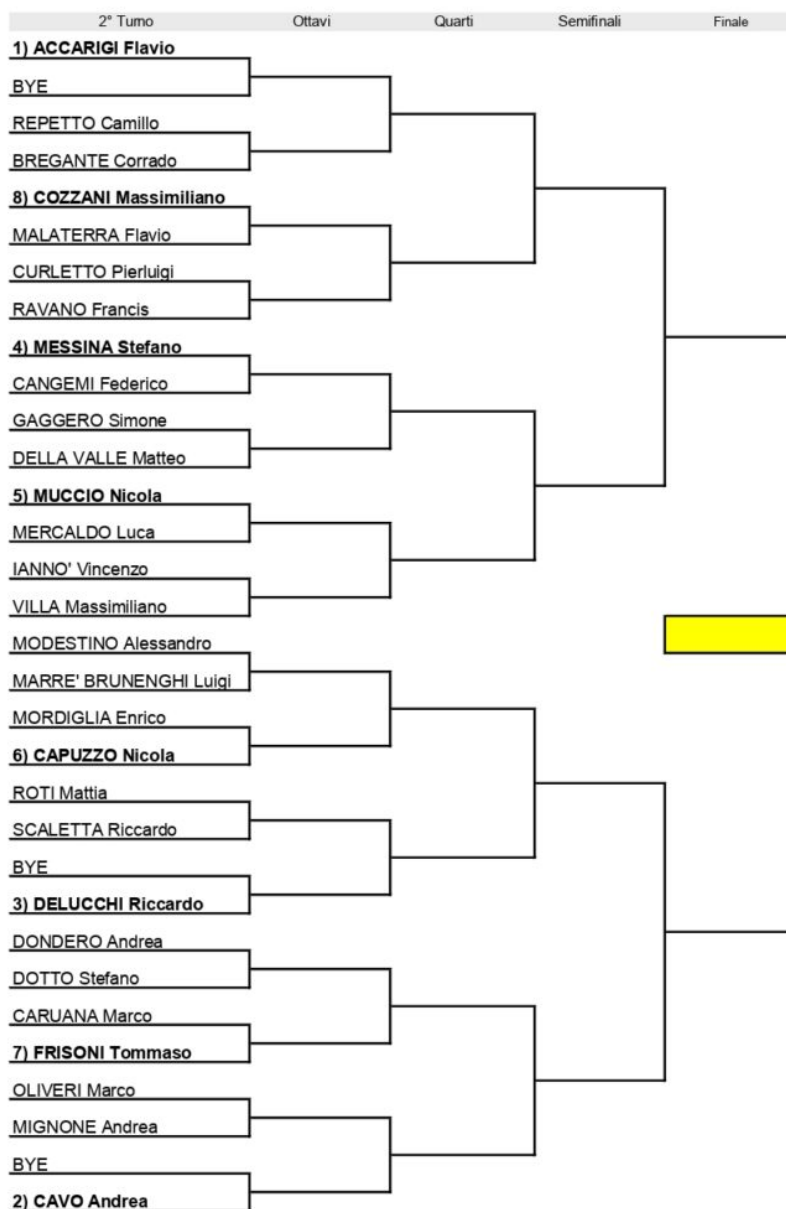 2° Turno Ottavi Quarti Semifinali Finale
1) ACCARIGI Flavio
BYE
REPETTO Camillo
BREGANTE Corrado
8) COZZANI Massimiliano
MALATERRA Flavio
CURLETTO Pierluigi
RAVANO Francis
4) MESSINA Stefano
CANGEMI Federico
GAGGERO Simone
DELLA VALLE Matteo
5) MUCCIO Nicola
MERCALDO Luca
IANNO' Vincenzo
VILLA Massimiliano
MODESTINO Alessandro
MARRE' BRUNENGHI Luigi
MORDIGLIA Enrico
6) CAPUZZO Nicola
ROTI Mattia
SCALETTA Riccardo
BYE
3) DELUCCHI Riccardo
DONDERO Andrea
DOTTO Stefano
CARUANA Marco
7) FRISONI Tommaso
OLIVERI Marco
MIGNONE Andrea
BYE
2) CAVO Andrea